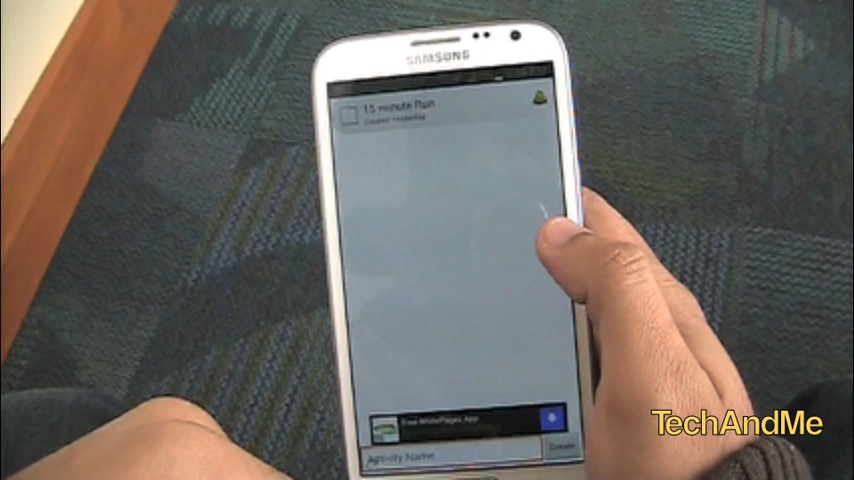 SAMSUNG
15 minute Run
Created Yesterday
Free WhitePages App
Activity Name
Create
TechAndMe